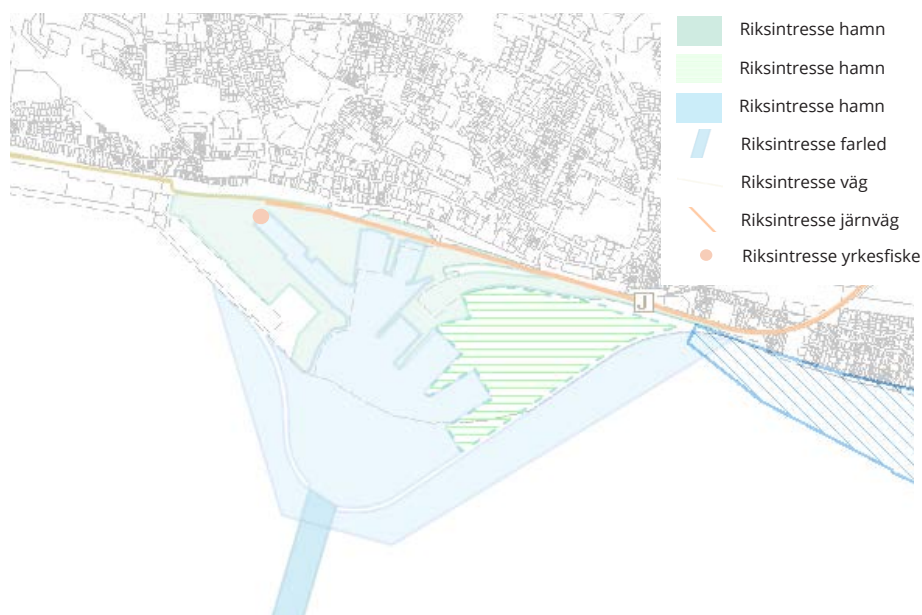 Riksintresse hamn
Riksintresse hamn
Riksintresse hamn
Riksintresse farled
Riksintresse väg
Riksintresse järnväg
Riksintresse yrkesfiske
J